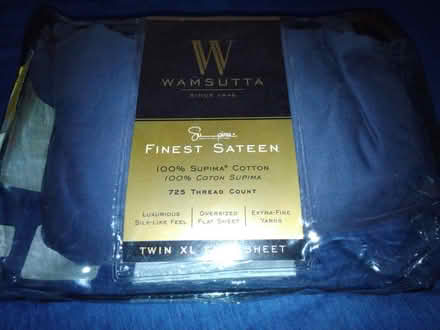 W
WAMSUTTA
SINCE 1846
Supima
FINEST SATEEN
100% SUPIMA® COTTON
100% COTON SUPIMA
725 THREAD COUNT
LUXURIOUS SILK-LIKE FEEL
OVERSIZED FLAT SHEET
EXTRA-FINE YARNS
TWIN XL SHEET